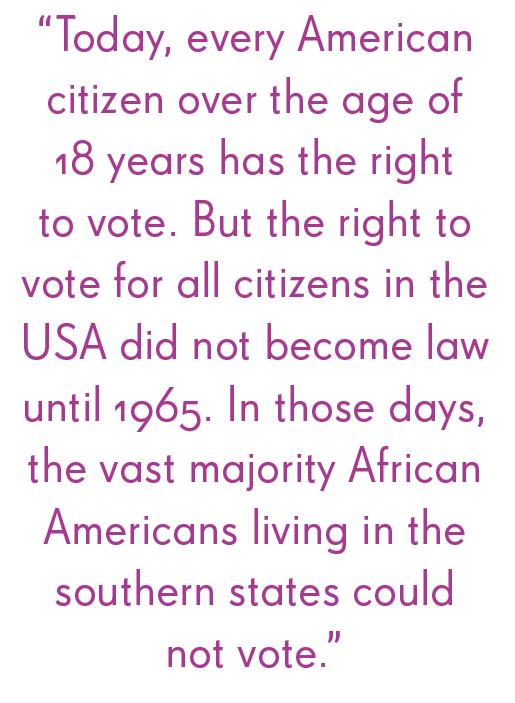 “Today, every American
citizen over the age of
18 years has the right
to vote. But the right to
vote for all citizens in the
USA did not become law
until 1965. In those days,
the vast majority African
Americans living in the
southern states could
not vote.”